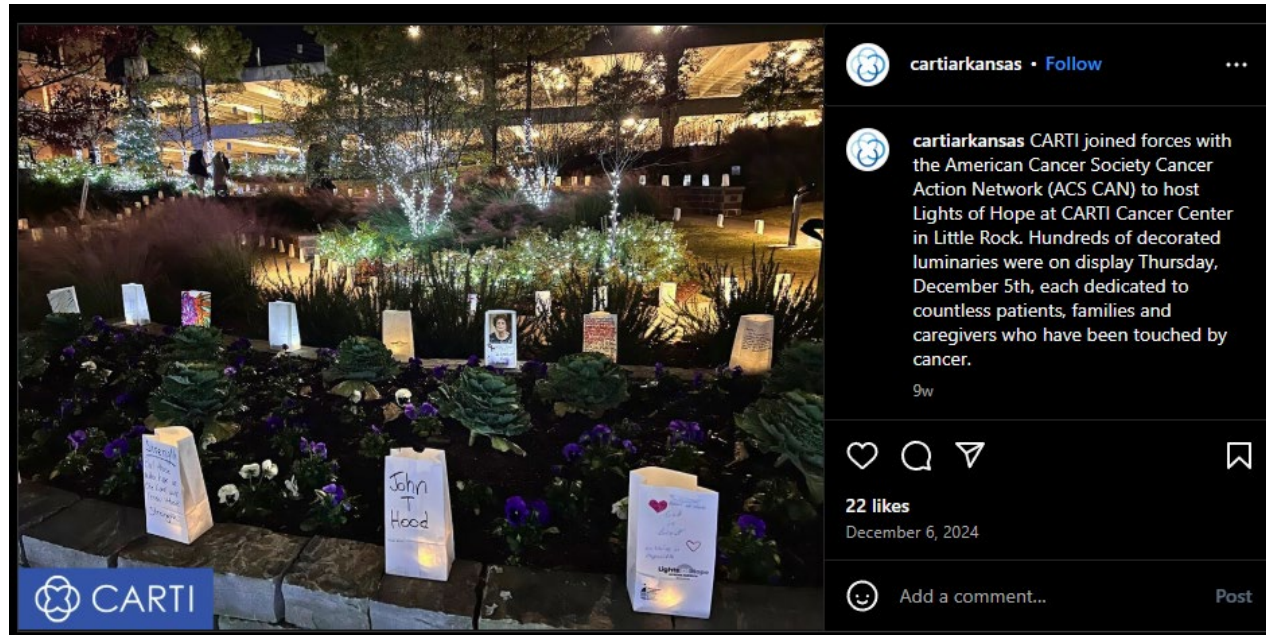 cartiarkansas • Follow
cartiarkansas CARTI joined forces with
the American Cancer Society Cancer
Action Network (ACS CAN) to host
Lights of Hope at CARTI Cancer Center
in Little Rock. Hundreds of decorated
luminaries were on display Thursday,
December 5th, each dedicated to
countless patients, families and
caregivers who have been touched by
cancer.
9w
22 likes
December 6, 2024
Add a comment...
Post
Strength
John
T
Hood
Lights
CARTI